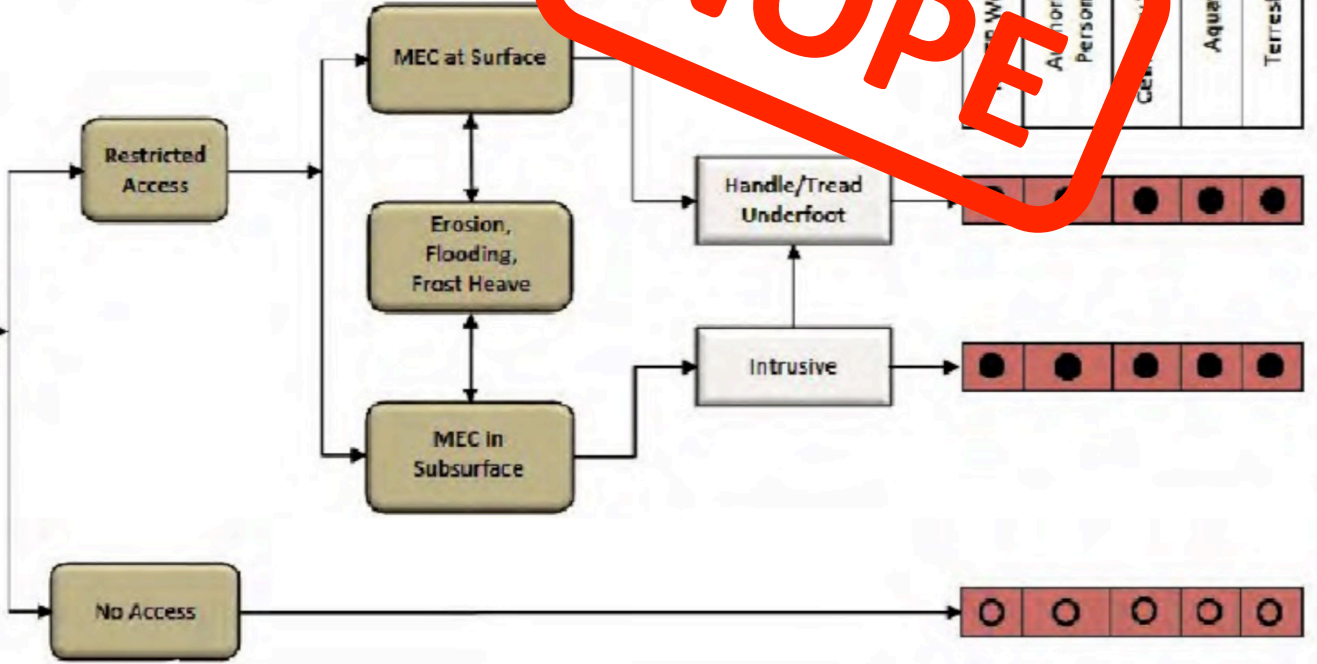 NOPE
MEC at Surface
Restricted
Access
Handle/Tread
Underfoot
Erosion,
Flooding,
Frost Heave
Intrusive
MEC in
Subsurface
No Access